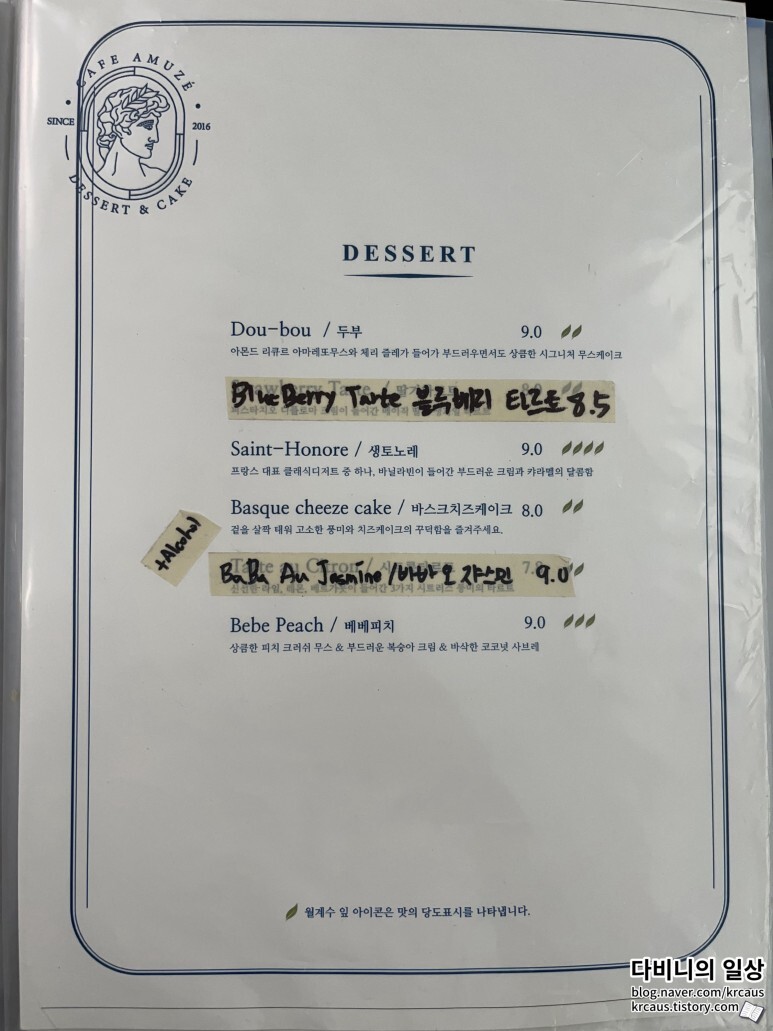 CAFE AMUZÉ
SINCE 2016
DESSERT & CAKE
DESSERT
Dou-bou / 두부 9.0
아몬드 리큐르 아마레또무스와 체리 즐레가 들어가 부드러우면서도 상큼한 시그니처 무스케이크
BlueBerry Tarte 블루베리 타르트 8.5
Saint-Honore / 생토노레 9.0
프랑스 대표 클래식디저트 중 하나, 바닐라빈이 들어간 부드러운 크림과 캬라멜의 달콤함
Basque cheeze cake / 바스크치즈케이크 8.0
겉을 살짝 태워 고소한 풍미와 치즈케이크의 꾸덕함을 즐겨주세요.
+Alcohol
BaBa Au Jasmino / 바바 오 쟈스민 9.0
Bebe Peach / 베베피치 9.0
상큼한 피치 크러쉬 무스 & 부드러운 복숭아 크림 & 바삭한 코코넛 사브레
월계수 잎 아이콘은 맛의 당도표시를 나타냅니다.
다비니의 일상
blog.naver.com/krcaus
krcaus.tistory.com